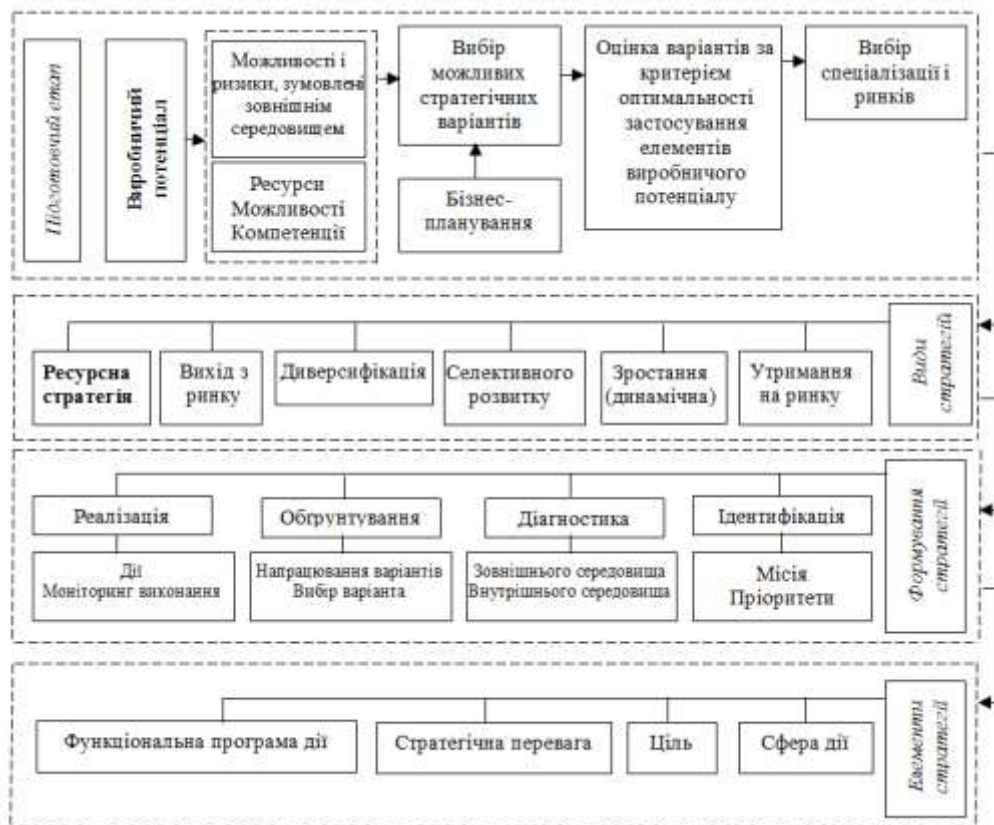 Підготовчий етап
Виробничий
потенціал
Можливості і
ризики, зумовлені
зовнішнім
середовищем
Ресурси
Можливості
Компетенції
Вибір
можливих
стратегічних
варіантів
Бізнес-
планування
Оцінка варіантів за
критерієм
оптимальності
застосування
елементів
виробничого
потенціалу
Вибір
спеціалізації і
ринків
Види
стратегій
Ресурсна
стратегія
Вихід з
ринку
Диверсифікація
Селективного
розвитку
Зростання
(динамічна)
Утримання
на ринку
Формування
стратегії
Реалізація
Обґрунтування
Діагностика
Ідентифікація
Дії
Моніторинг виконання
Напрацювання варіантів
Вибір варіанта
Зовнішнього середовища
Внутрішнього середовища
Місія
Пріоритети
Елементи
стратегії
Функціональна програма дії
Стратегічна перевага
Ціль
Сфера дії